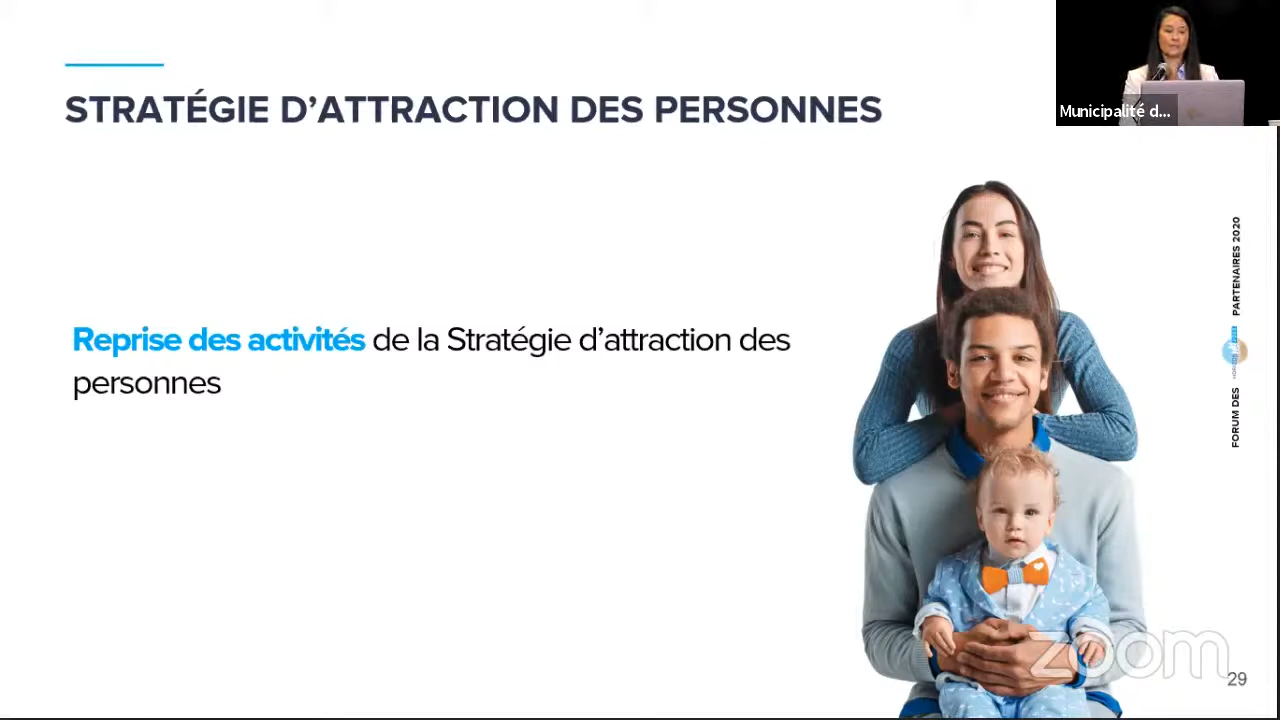 STRATÉGIE D'ATTRACTION DES PERSONNES
Municipalité d...
Reprise des activités de la Stratégie d'attraction des
personnes
FORUM DES
PARTENAIRES 2020
zoom
29